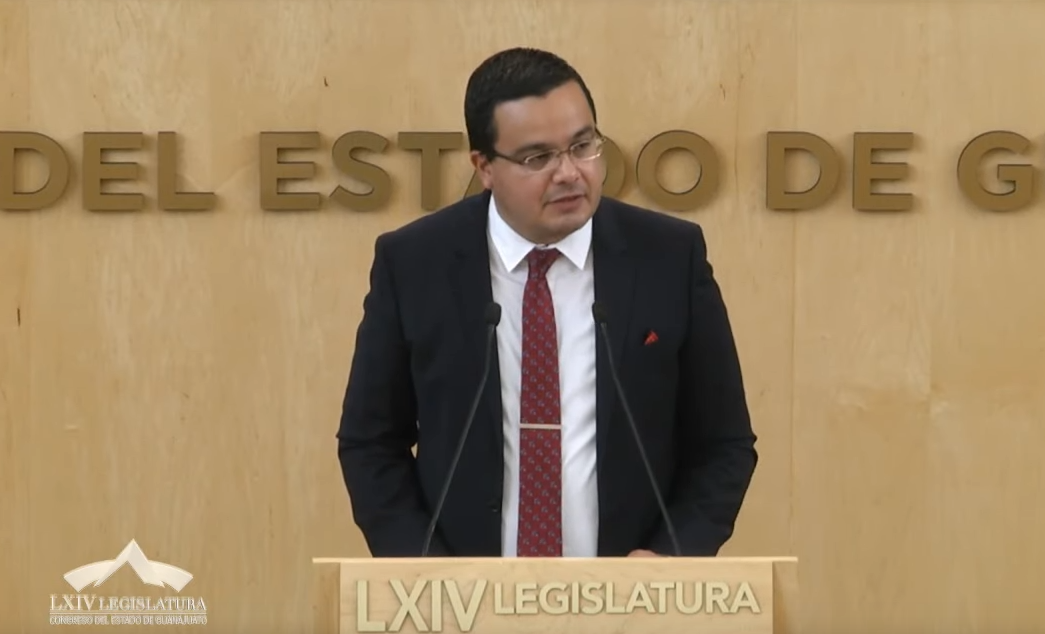 DEL ESTADO DE G
LXIV LEGISLATURA
LXIV LEGISLATURA
CONGRESO DEL ESTADO DE GUANAJUATO